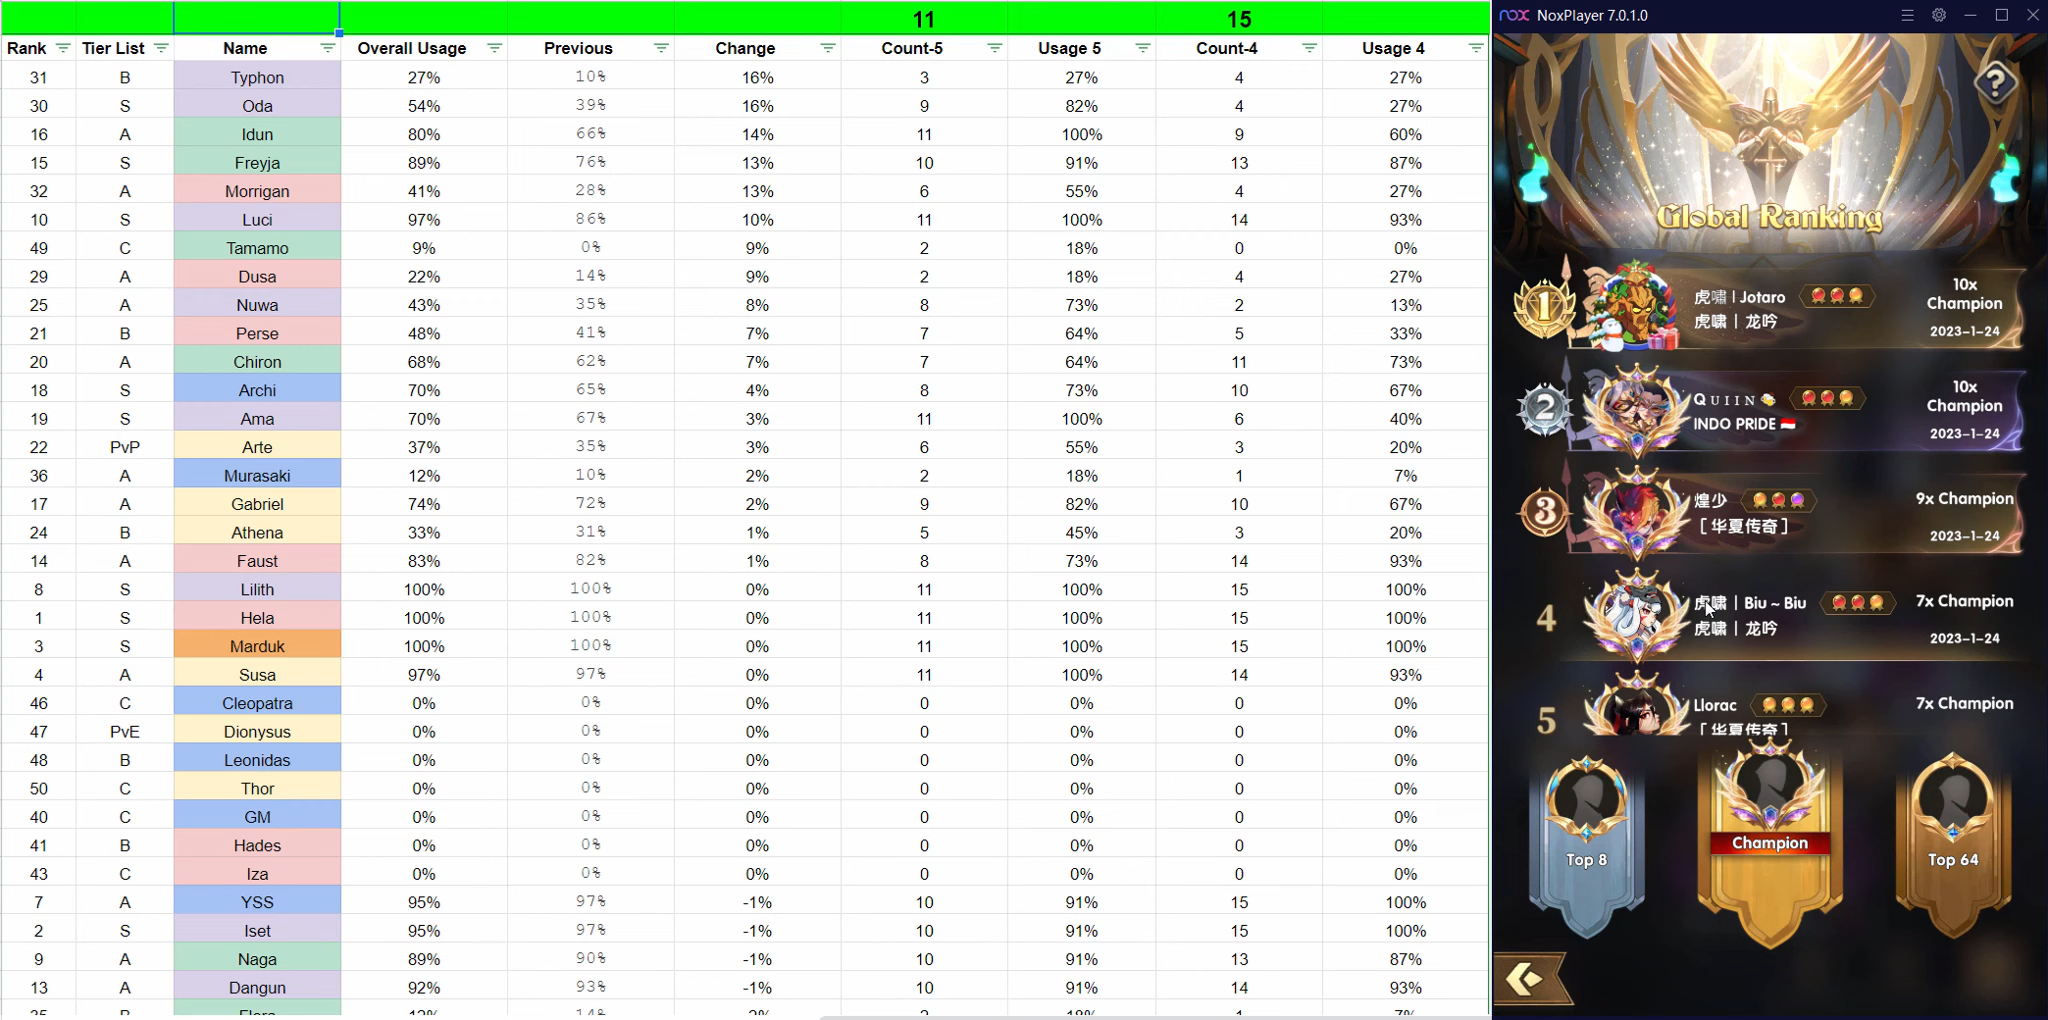 11 15
Rank Tier List Name Overall Usage Previous Change Count-5 Usage 5 Count-4 Usage 4
31 B Typhon 27% 10% 16% 3 27% 4 27%
30 S Oda 54% 39% 16% 9 82% 4 27%
16 A Idun 80% 66% 14% 11 100% 9 60%
15 S Freyja 89% 76% 13% 10 91% 13 87%
32 A Morrigan 41% 28% 13% 6 55% 4 27%
10 S Luci 97% 86% 10% 11 100% 14 93%
49 C Tamamo 9% 0% 9% 2 18% 0 0%
29 A Dusa 22% 14% 9% 2 18% 4 27%
25 A Nuwa 43% 35% 8% 8 73% 2 13%
21 B Perse 48% 41% 7% 7 64% 5 33%
20 A Chiron 68% 62% 7% 7 64% 11 73%
18 S Archi 70% 65% 4% 8 73% 10 67%
19 S Ama 70% 67% 3% 11 100% 6 40%
22 PvP Arte 37% 35% 3% 6 55% 3 20%
36 A Murasaki 12% 10% 2% 2 18% 1 7%
17 A Gabriel 74% 72% 2% 9 82% 10 67%
24 B Athena 33% 31% 1% 5 45% 3 20%
14 A Faust 83% 82% 1% 8 73% 14 93%
8 S Lilith 100% 100% 0% 11 100% 15 100%
1 S Hela 100% 100% 0% 11 100% 15 100%
3 S Marduk 100% 100% 0% 11 100% 15 100%
4 A Susa 97% 97% 0% 11 100% 14 93%
46 C Cleopatra 0% 0% 0% 0 0% 0 0%
47 PvE Dionysus 0% 0% 0% 0 0% 0 0%
48 B Leonidas 0% 0% 0% 0 0% 0 0%
50 C Thor 0% 0% 0% 0 0% 0 0%
40 C GM 0% 0% 0% 0 0% 0 0%
41 B Hades 0% 0% 0% 0 0% 0 0%
43 C Iza 0% 0% 0% 0 0% 0 0%
7 A YSS 95% 97% -1% 10 91% 15 100%
2 S Iset 95% 97% -1% 10 91% 15 100%
9 A Naga 89% 90% -1% 10 91% 13 87%
13 A Dangun 92% 93% -1% 10 91% 14 93%
nox NoxPlayer 7.0.1.0
?
Global Ranking
1 虎啸 | Jotaro 10x
Champion
虎啸 | 龙吟 2023-1-24
2 QUIIN 10x
Champion
INDO PRIDE 2023-1-24
3 煌少 9x Champion
[华夏传奇] 2023-1-24
4 虎啸 | Biu ~ Biu 7x Champion
虎啸 | 龙吟 2023-1-24
5 Llorac 7x Champion
「华夏传奇]
Top 8 Champion Top 64